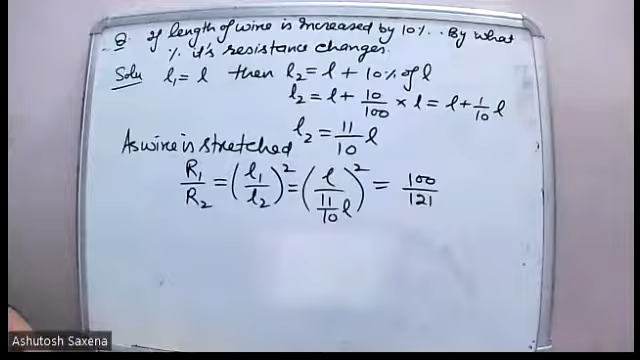 Q. If length of wire is increased by 10%. By what
% it's resistance changes.
Solu l₁ = l then l₂ = l + 10% of l
l₂ = l + 10/100 × l = l + 1/10 l
l₂ = 11/10 l
As wire is stretched
R₁/R₂ = (l₁/l₂)² = (l/(11/10 l))² = 100/121
Ashutosh Saxena